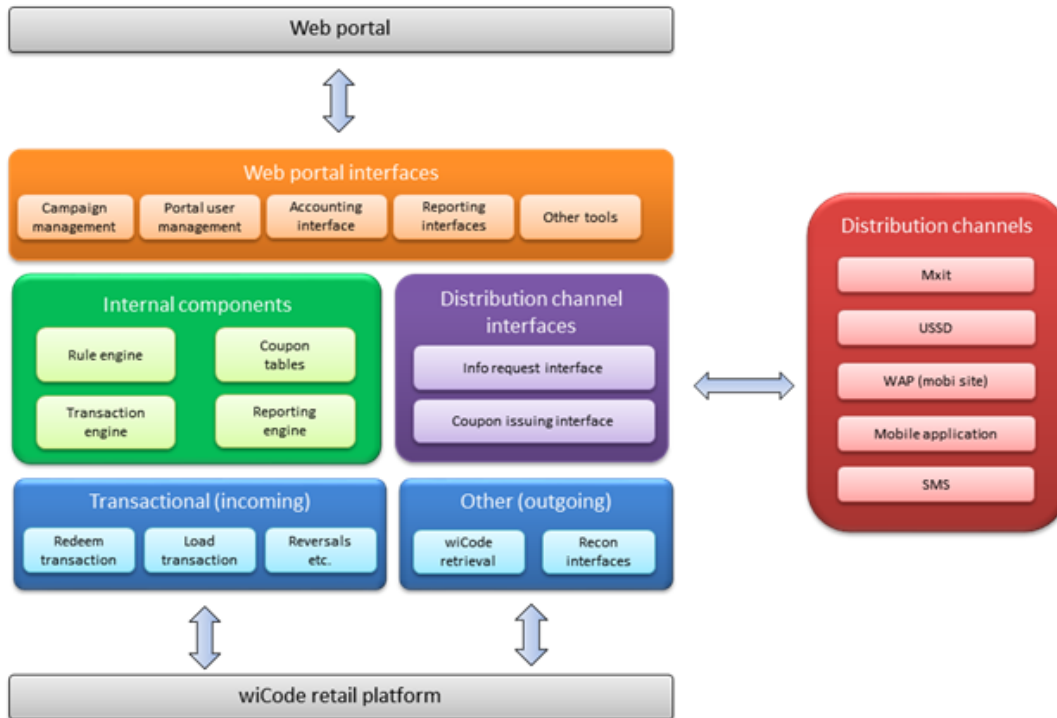 Web portal
Web portal interfaces
Campaign
management
Portal user
management
Accounting
interface
Reporting
interfaces
Other tools
Internal components
Rule engine
Coupon
tables
Transaction
engine
Reporting
engine
Distribution channel
interfaces
Info request interface
Coupon issuing interface
Distribution channels
Mxit
USSD
WAP (mobi site)
Mobile application
SMS
Transactional (incoming)
Redeem
transaction
Load
transaction
Reversals
etc.
Other (outgoing)
wiCode
retrieval
Recon
interfaces
wiCode retail platform